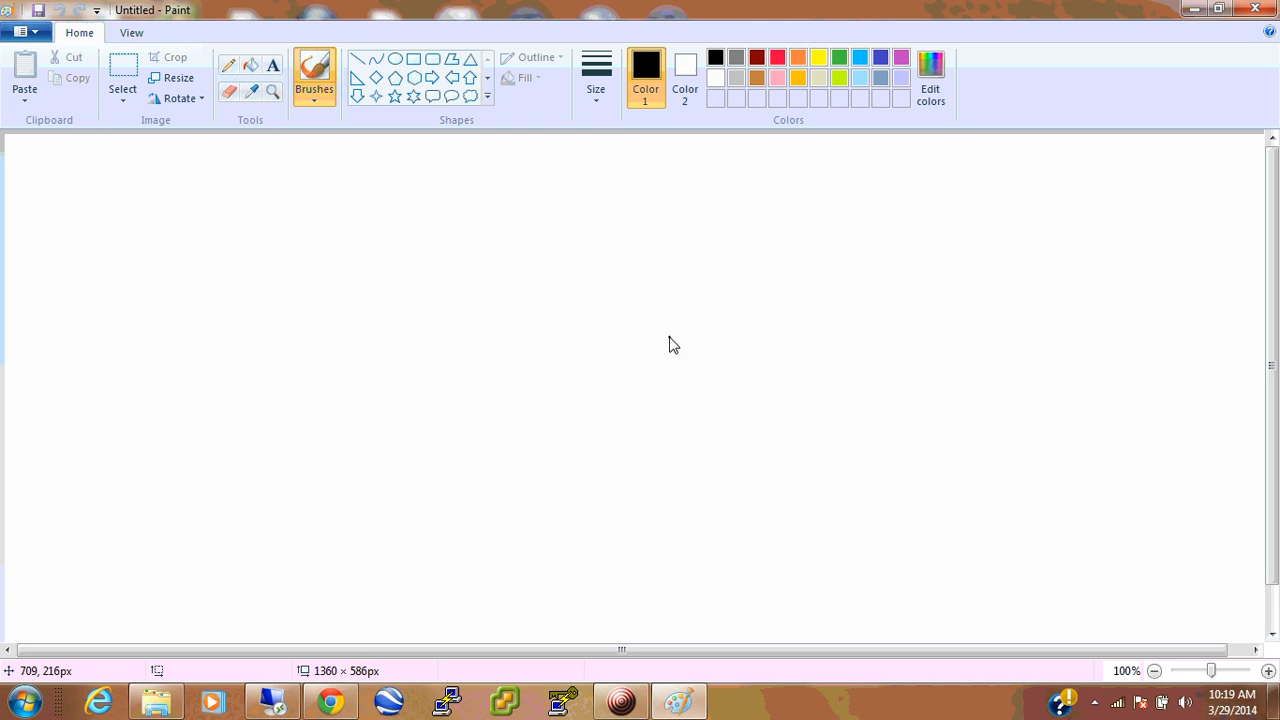 Untitled - Paint
Home View
Paste
Cut
Copy
Clipboard
Select
Crop
Resize
Rotate
Image
A
Tools
Brushes
Outline
Fill
Shapes
Size
Color 1
Color 2
Edit colors
Colors
709, 216px
1360 × 586px
100%
10:19 AM
3/29/2014